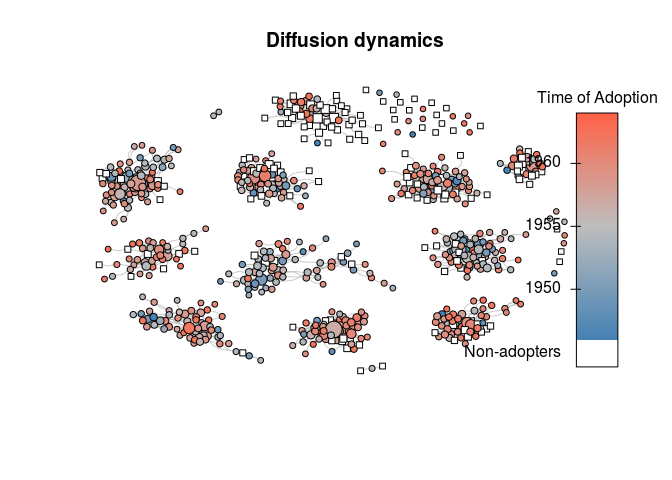 Diffusion dynamics
Time of Adoption
1960
1955
1950
Non-adopters